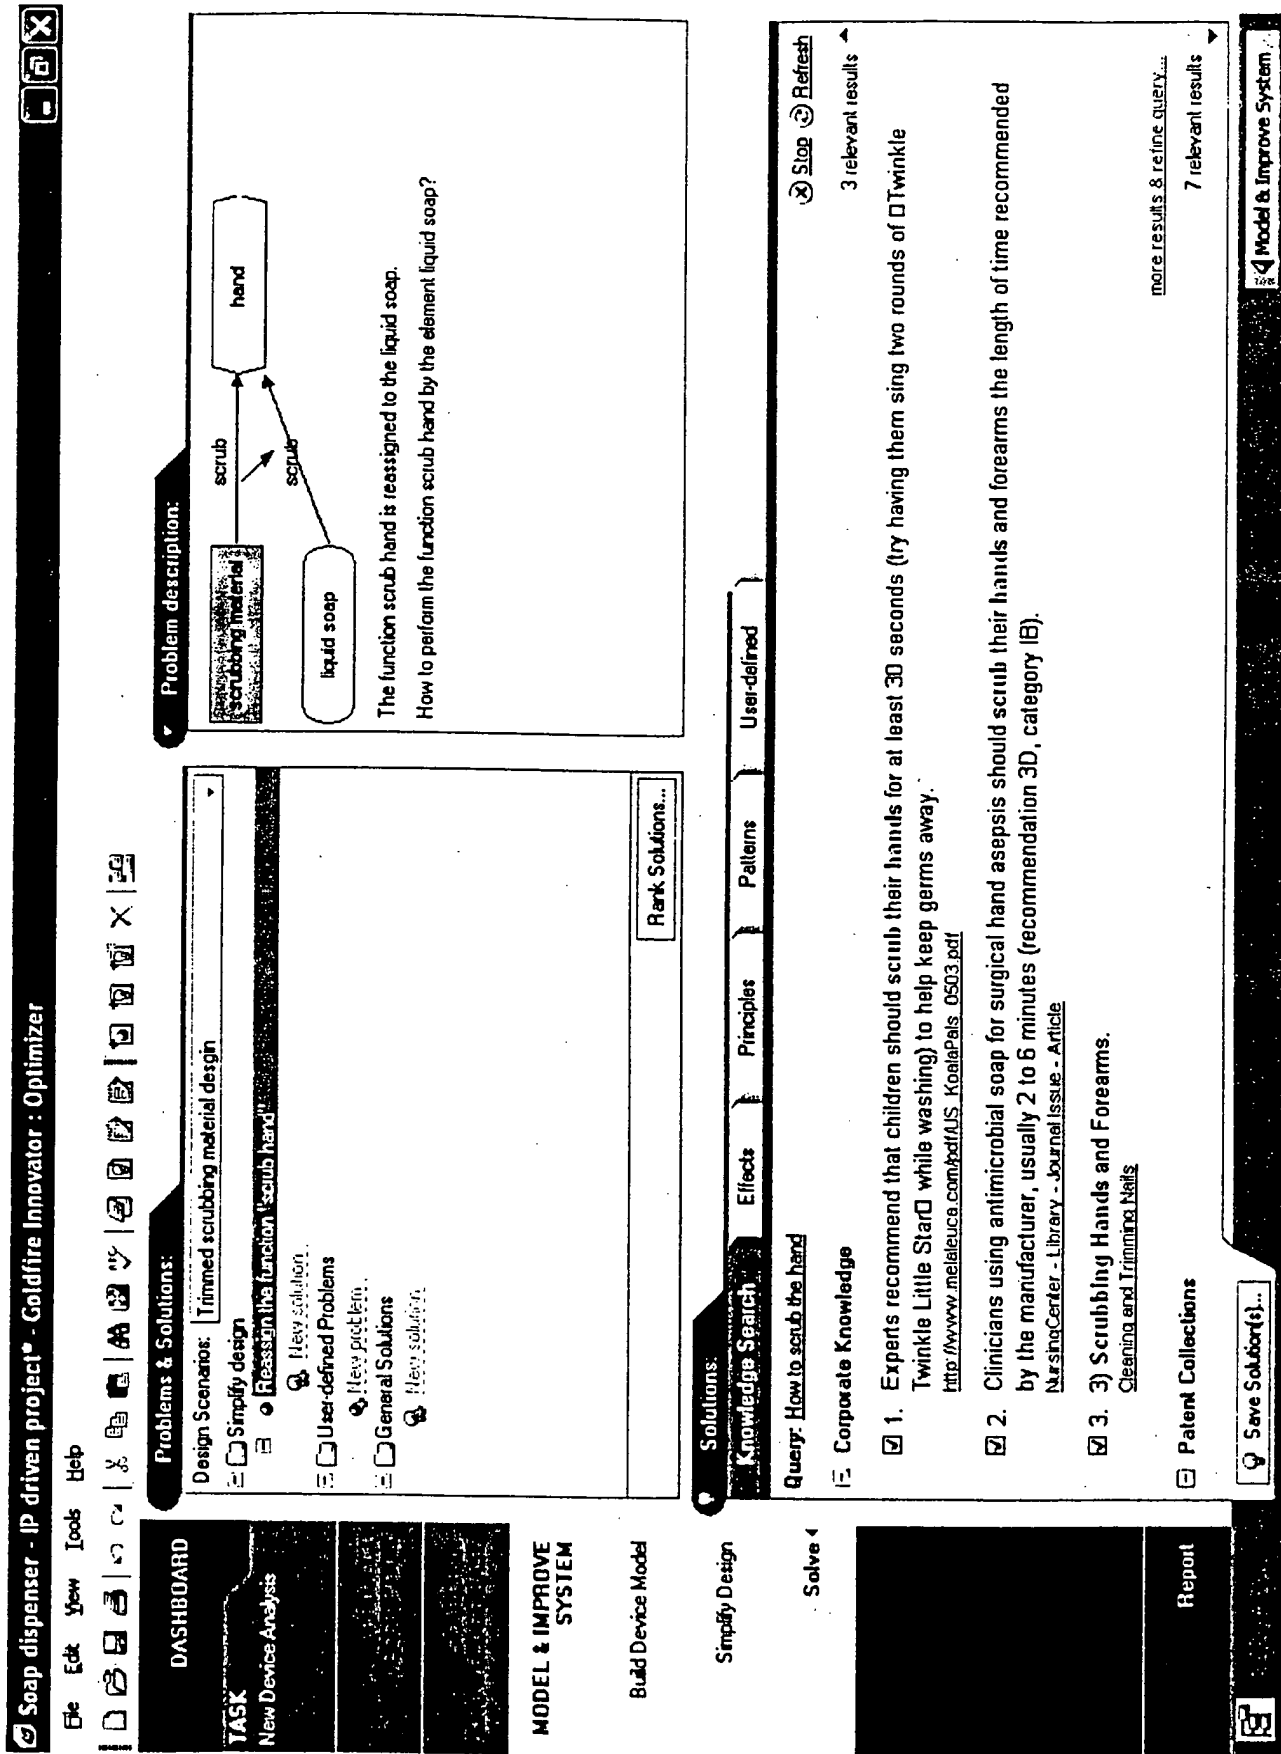 Soap dispenser - IP driven project* - Goldfire Innovator : Optimizer
File Edit View Tools Help
DASHBOARD
TASK
New Device Analysis
MODEL & IMPROVE
SYSTEM
Build Device Model
Simplify Design
Solve
Report
Problems & Solutions:
Design Scenarios: Trimmed scrubbing material desgin
Simplify design
Reassign the function "scrub hand"
New solution...
User-defined Problems
New problem...
General Solutions
New solution...
Rank Solutions...
Problem description:
scrubbing material
scrub
hand
scrub
liquid soap
The function scrub hand is reassigned to the liquid soap.
How to perform the function scrub hand by the element liquid soap?
Solutions:
Knowledge Search Effects Principles Patterns User-defined
Query: How to scrub the hand Stop Refresh
Corporate Knowledge 3 relevant results
1. Experts recommend that children should scrub their hands for at least 30 seconds (try having them sing two rounds of □Twinkle
Twinkle Little Star□ while washing) to help keep germs away.
http://www.melaleuca.com/pdf/US_KoalaPals_0503.pdf
2. Clinicians using antimicrobial soap for surgical hand asepsis should scrub their hands and forearms the length of time recommended
by the manufacturer, usually 2 to 6 minutes (recommendation 3D, category IB).
NursingCenter - Library - Journal Issue - Article
3. 3) Scrubbing Hands and Forearms.
Cleaning and Trimming Nails
more results & refine query...
Patent Collections 7 relevant results
Save Solution(s)...
Model & Improve System